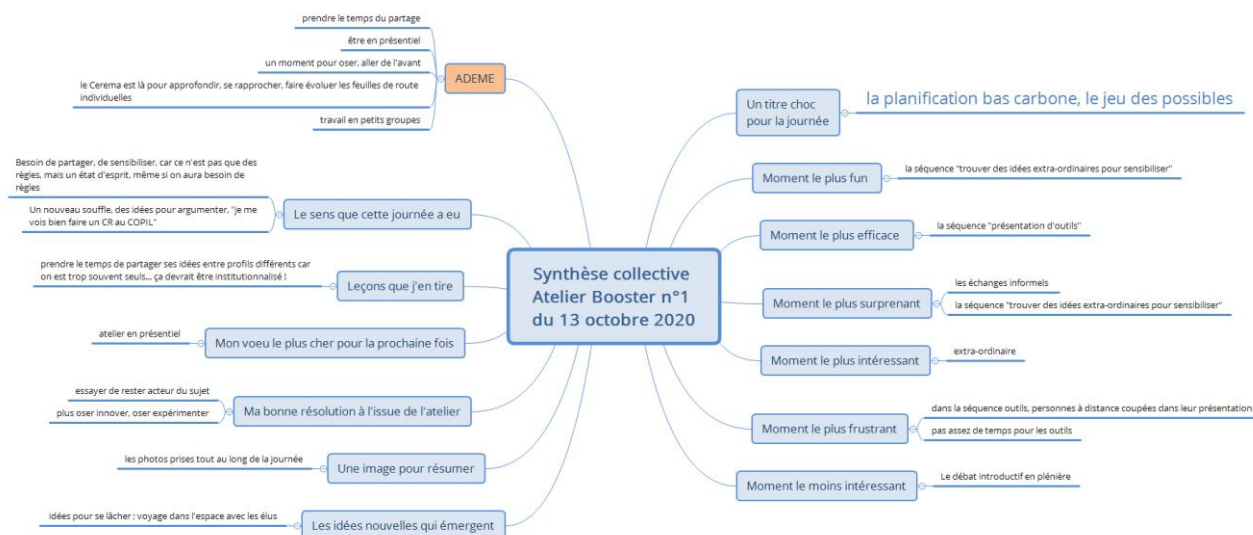 Synthèse collective
Atelier Booster n°1
du 13 octobre 2020
ADEME
prendre le temps du partage
être en présentiel
un moment pour oser, aller de l'avant
le Cerema est là pour approfondir, se rapprocher, faire évoluer les feuilles de route
individuelles
travail en petits groupes
Le sens que cette journée a eu
Besoin de partager, de sensibiliser, car ce n'est pas que des
règles, mais un état d'esprit, même si on aura besoin de
règles
Un nouveau souffle, des idées pour argumenter, "je me
vois bien faire un CR au COPIL"
Leçons que j'en tire
prendre le temps de partager ses idées entre profils différents car
on est trop souvent seuls... ça devrait être institutionnalisé !
Mon voeu le plus cher pour la prochaine fois
atelier en présentiel
Ma bonne résolution à l'issue de l'atelier
essayer de rester acteur du sujet
plus oser innover, oser expérimenter
Une image pour résumer
les photos prises tout au long de la journée
Les idées nouvelles qui émergent
idées pour se lâcher : voyage dans l'espace avec les élus
Un titre choc
pour la journée
la planification bas carbone, le jeu des possibles
Moment le plus fun
la séquence "trouver des idées extra-ordinaires pour sensibiliser"
Moment le plus efficace
la séquence "présentation d'outils"
Moment le plus surprenant
les échanges informels
la séquence "trouver des idées extra-ordinaires pour sensibiliser"
Moment le plus intéressant
extra-ordinaire
Moment le plus frustrant
dans la séquence outils, personnes à distance coupées dans leur présentation
pas assez de temps pour les outils
Moment le moins intéressant
Le débat introductif en plénière